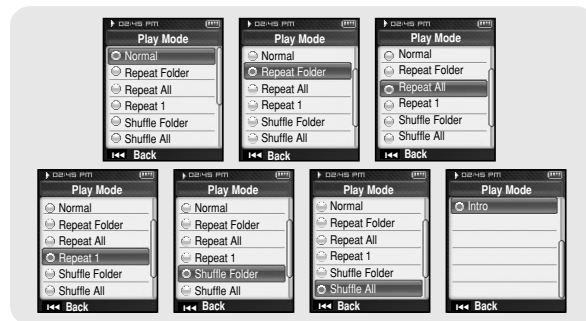 02:45 PM
Play Mode
Normal
Repeat Folder
Repeat All
Repeat 1
Shuffle Folder
Shuffle All
Back
02:45 PM
Play Mode
Normal
Repeat Folder
Repeat All
Repeat 1
Shuffle Folder
Shuffle All
Back
02:45 PM
Play Mode
Normal
Repeat Folder
Repeat All
Repeat 1
Shuffle Folder
Shuffle All
Back
02:45 PM
Play Mode
Normal
Repeat Folder
Repeat All
Repeat 1
Shuffle Folder
Shuffle All
Back
02:45 PM
Play Mode
Normal
Repeat Folder
Repeat All
Repeat 1
Shuffle Folder
Shuffle All
Back
02:45 PM
Play Mode
Normal
Repeat Folder
Repeat All
Repeat 1
Shuffle Folder
Shuffle All
Back
02:45 PM
Play Mode
Intro
Back